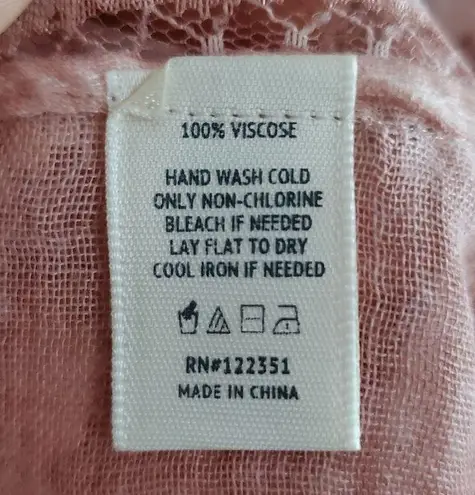 100% VISCOSE
HAND WASH COLD
ONLY NON-CHLORINE
BLEACH IF NEEDED
LAY FLAT TO DRY
COOL IRON IF NEEDED
RN#122351
MADE IN CHINA